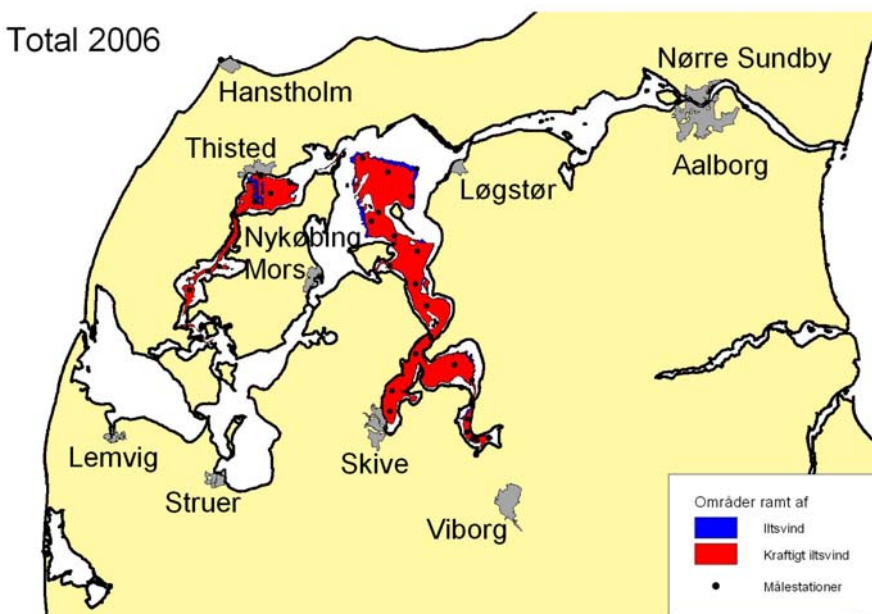 Total 2006
Hanstholm
Nørre Sundby
Thisted
Aalborg
Løgstør
Nykøbing
Mors
Lemvig
Struer
Skive
Viborg
Områder ramt af
Iltsvind
Kraftigt iltsvind
Målestationer